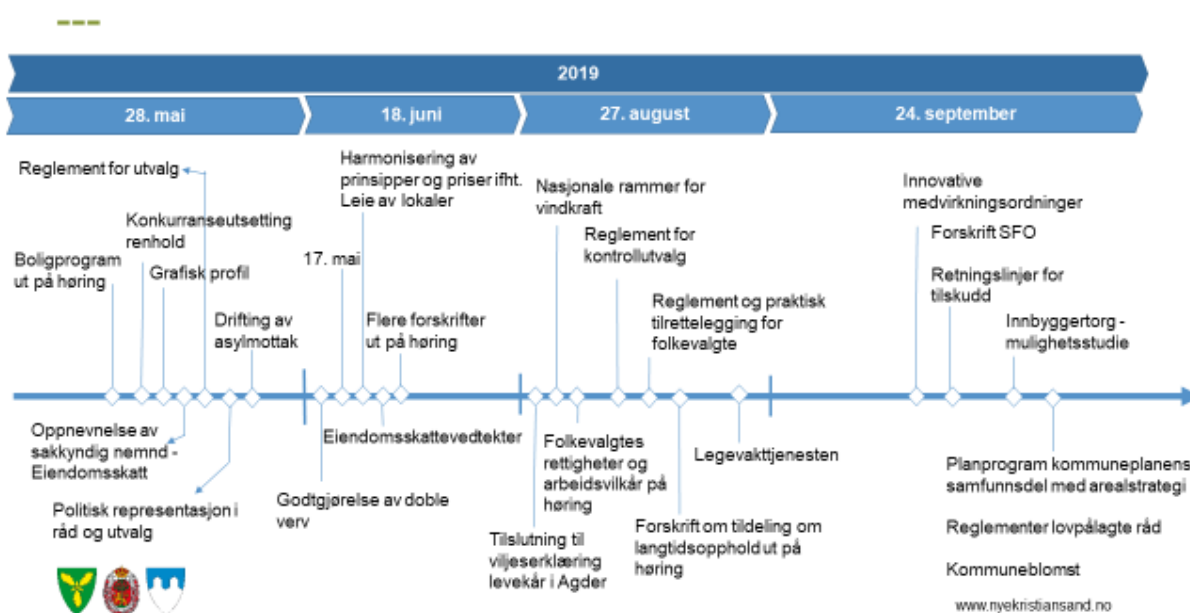 2019
28. mai
18. juni
27. august
24. september
Reglement for utvalg
Konkurranseutsetting
renhold
Boligprogram
ut på høring
Grafisk profil
Drifting av
asylmottak
Oppnevnelse av
sakkyndig nemnd -
Eiendomsskatt
Politisk representasjon i
råd og utvalg
Harmonisering av
prinsipper og priser ifht.
Leie av lokaler
17. mai
Flere forskrifter
ut på høring
Eiendomsskattevedtekter
Godtgjørelse av doble
verv
Nasjonale rammer for
vindkraft
Reglement for
kontrollutvalg
Reglement og praktisk
tilrettelegging for
folkevalgte
Folkevalgtes
rettigheter og
arbeidsvilkår på
høring
Legevakttjenesten
Tilslutning til
viljeserklæring
levekår i Agder
Forskrift om tildeling om
langtidsopphold ut på
høring
Innovative
medvirkningsordninger
Forskrift SFO
Retningslinjer for
tilskudd
Innbyggertorg -
mulighetsstudie
Planprogram kommuneplanens
samfunnsdel med arealstrategi
Reglementer lovpålagte råd
Kommuneblomst
www.nyekristiansand.no